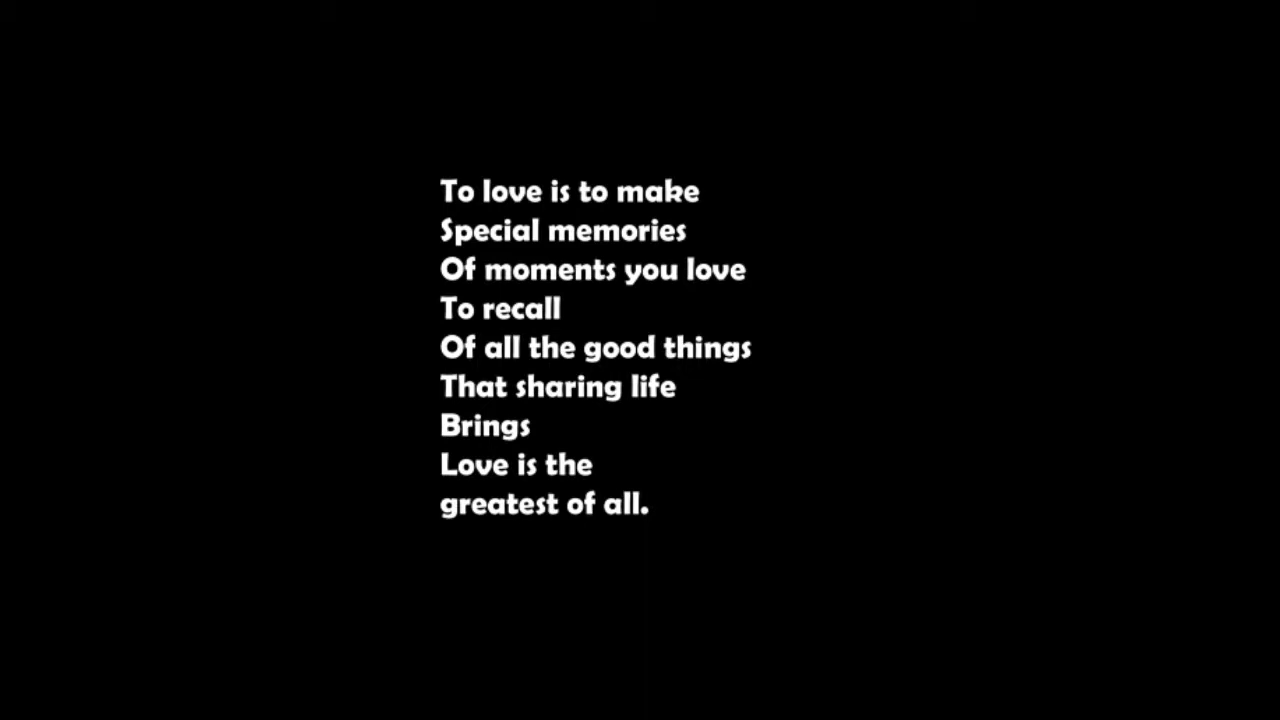 To love is to make
Special memories
Of moments you love
To recall
Of all the good things
That sharing life
Brings
Love is the
greatest of all.